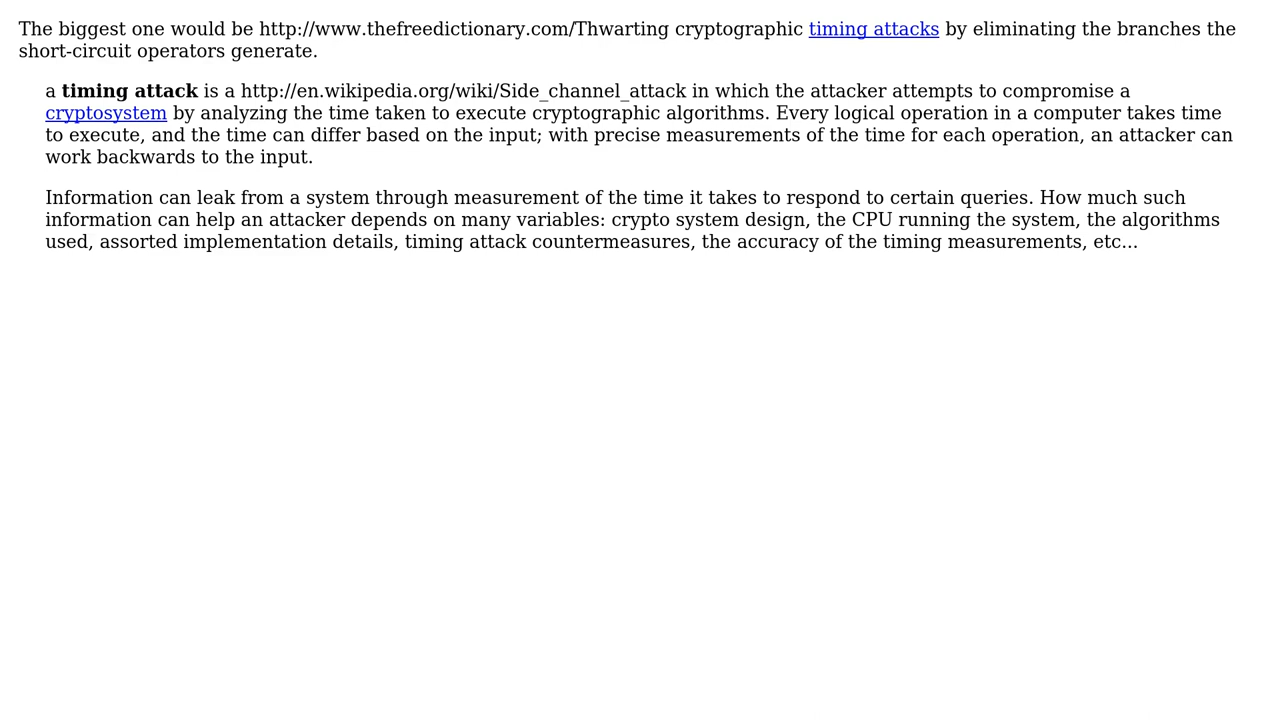 The biggest one would be http://www.thefreedictionary.com/Thwarting cryptographic timing attacks by eliminating the branches the
short-circuit operators generate.
a timing attack is a http://en.wikipedia.org/wiki/Side_channel_attack in which the attacker attempts to compromise a
cryptosystem by analyzing the time taken to execute cryptographic algorithms. Every logical operation in a computer takes time
to execute, and the time can differ based on the input; with precise measurements of the time for each operation, an attacker can
work backwards to the input.
Information can leak from a system through measurement of the time it takes to respond to certain queries. How much such
information can help an attacker depends on many variables: crypto system design, the CPU running the system, the algorithms
used, assorted implementation details, timing attack countermeasures, the accuracy of the timing measurements, etc...